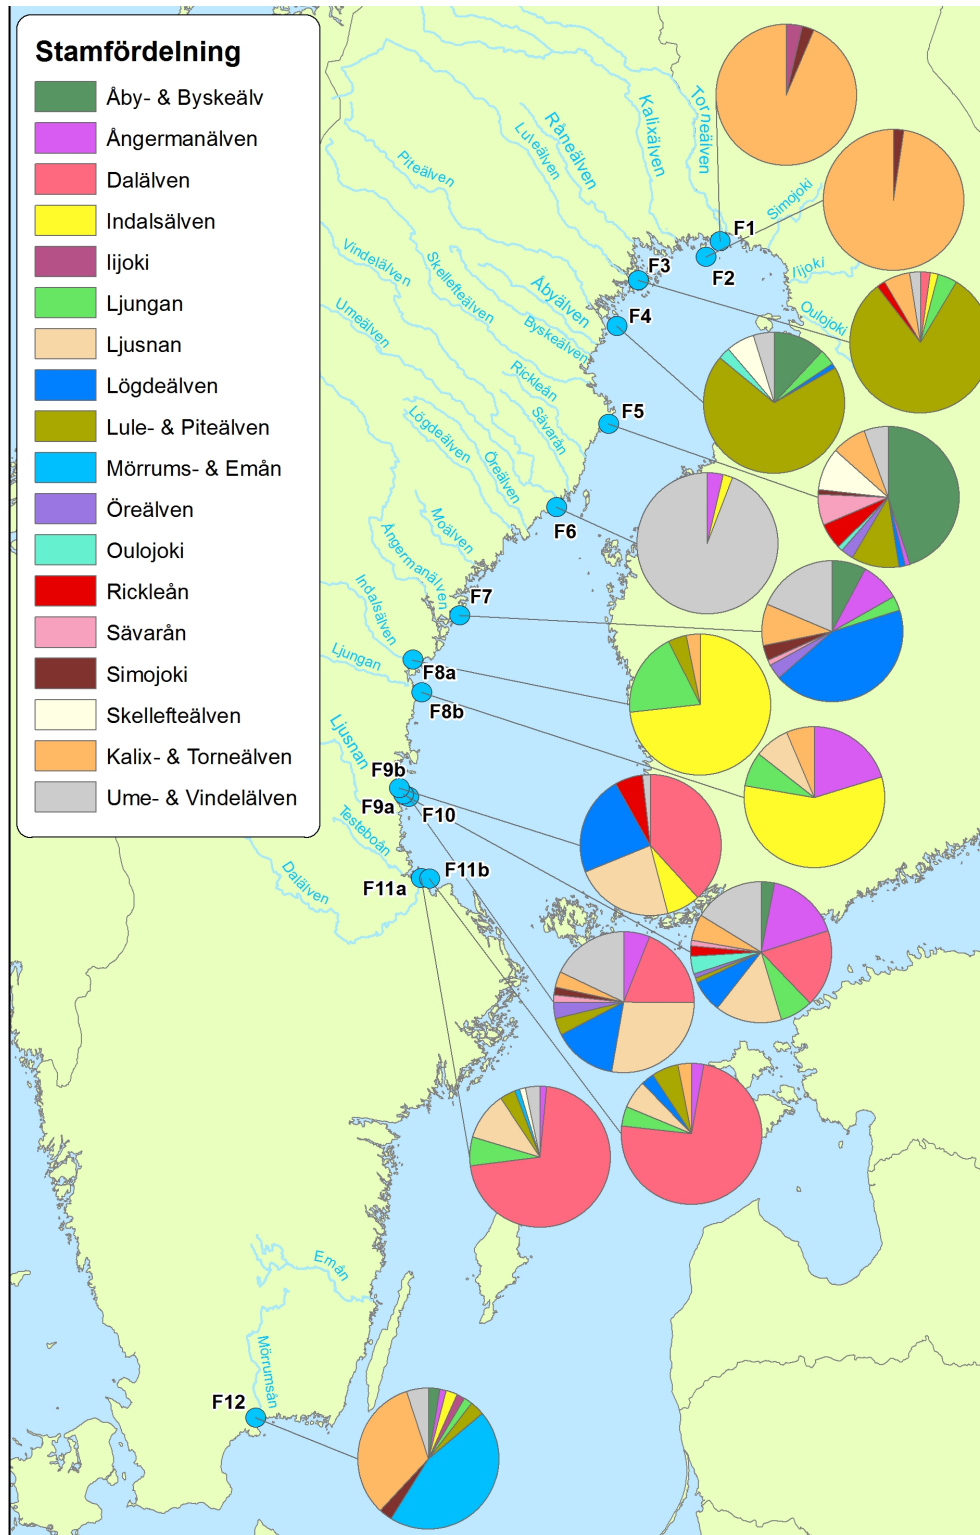 Stamfördelning
Åby- & Byskeälv
Ångermanälven
Dalälven
Indalsälven
Iijoki
Ljungan
Ljusnan
Lögdeälven
Lule- & Piteälven
Mörrums- & Emån
Öreälven
Oulojoki
Rickleån
Sävarån
Simojoki
Skellefteälven
Kalix- & Torneälven
Ume- & Vindelälven
Torneälven
Kalixälven
Råneälven
Luleälven
Piteälven
Simojoki
Iijoki
Oulojoki
Vindelälven
Skellefteälven
Åbyälven
Byskeälven
Umeälven
Rickleån
Sävarån
Lögdeälven
Öreälven
Moälven
Ångermanälven
Indalsälven
Ljungan
Ljusnan
Testeboån
Dalälven
Emån
Mörrumsån
F1
F2
F3
F4
F5
F6
F7
F8a
F8b
F9b
F9a
F10
F11b
F11a
F12